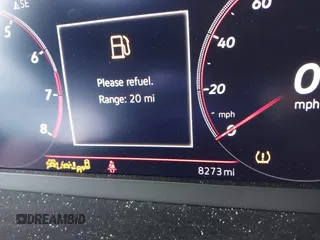 SE
60
5
6
40
Please refuel.
Range: 20 mi
7
20
0
mph
mph
8
0
8273 mi
DREAMBID